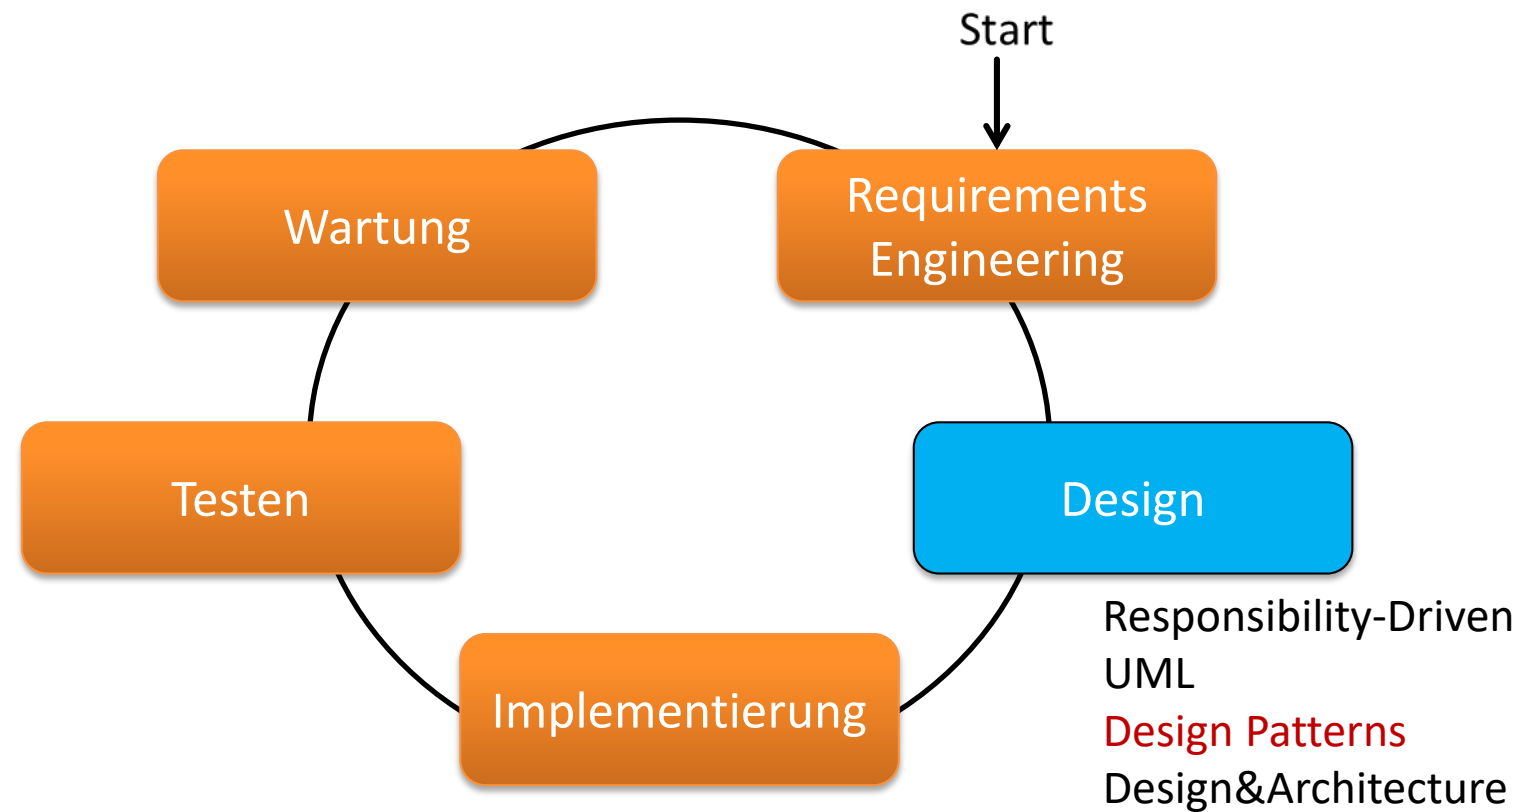 Start
Wartung
Requirements
Engineering
Testen
Design
Implementierung
Responsibility-Driven
UML
Design Patterns
Design&Architecture